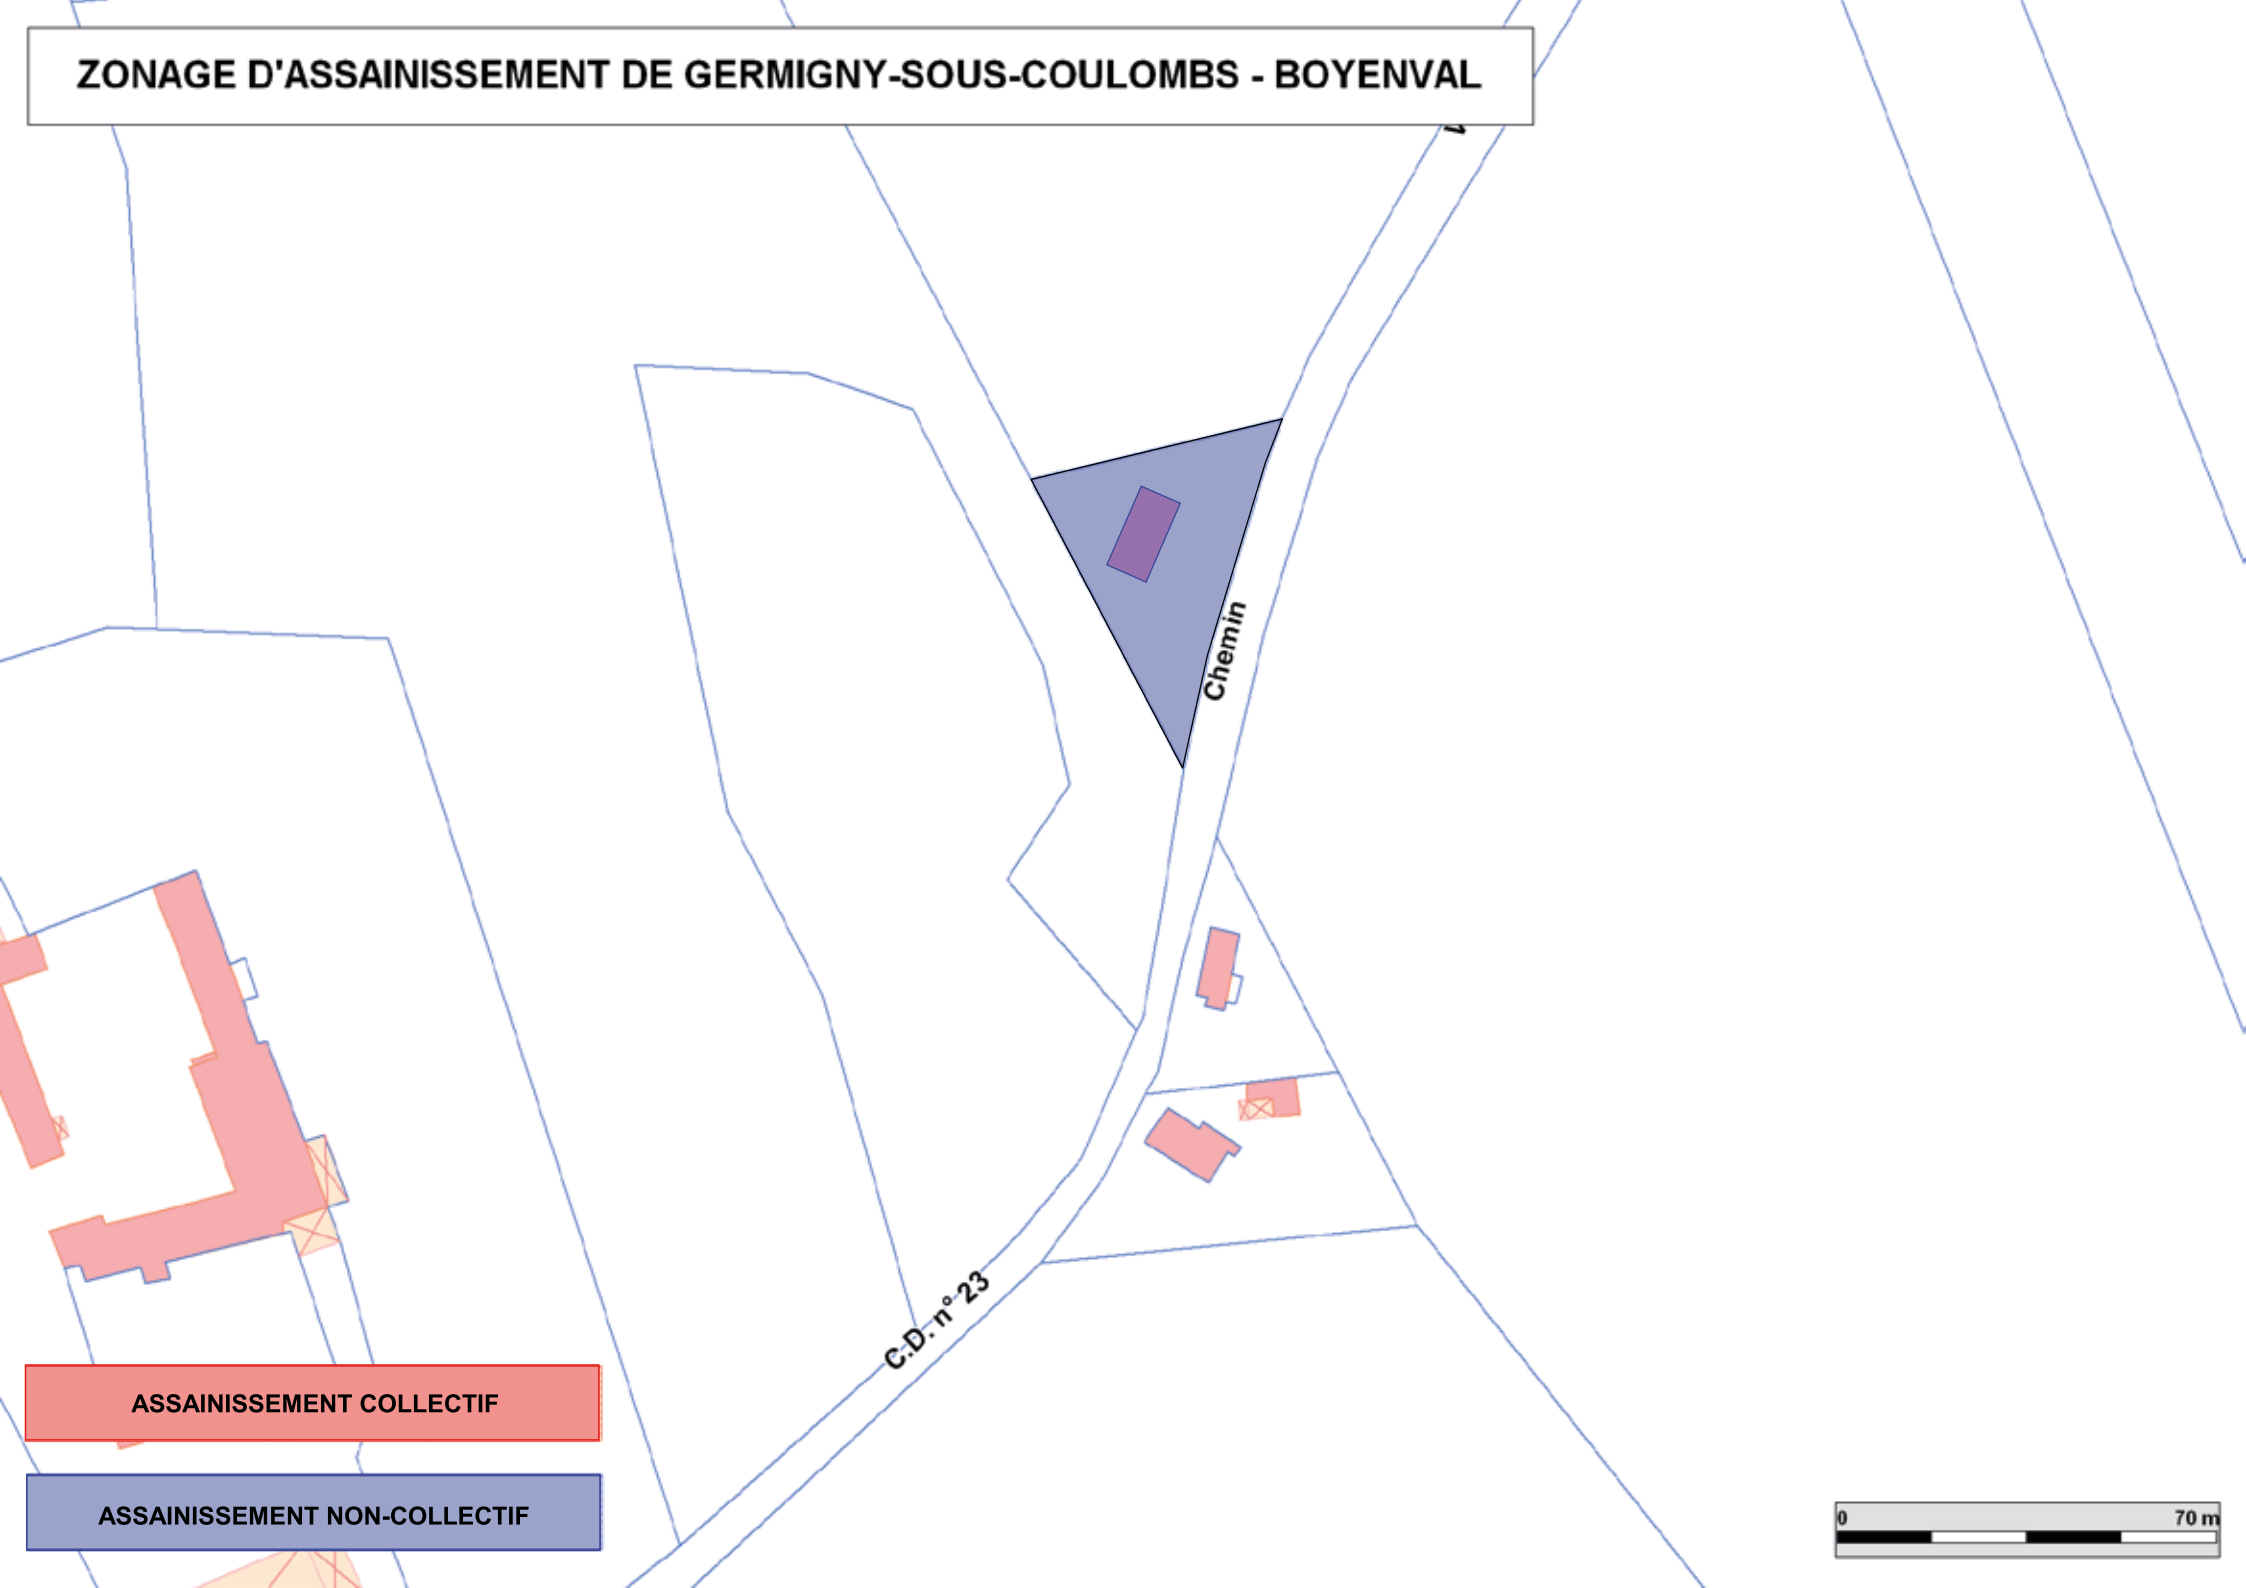 ZONAGE D'ASSAINISSEMENT DE GERMIGNY-SOUS-COULOMBS - BOYENVAL
Chemin
C.D. n° 23
ASSAINISSEMENT COLLECTIF
ASSAINISSEMENT NON-COLLECTIF
0 70 m